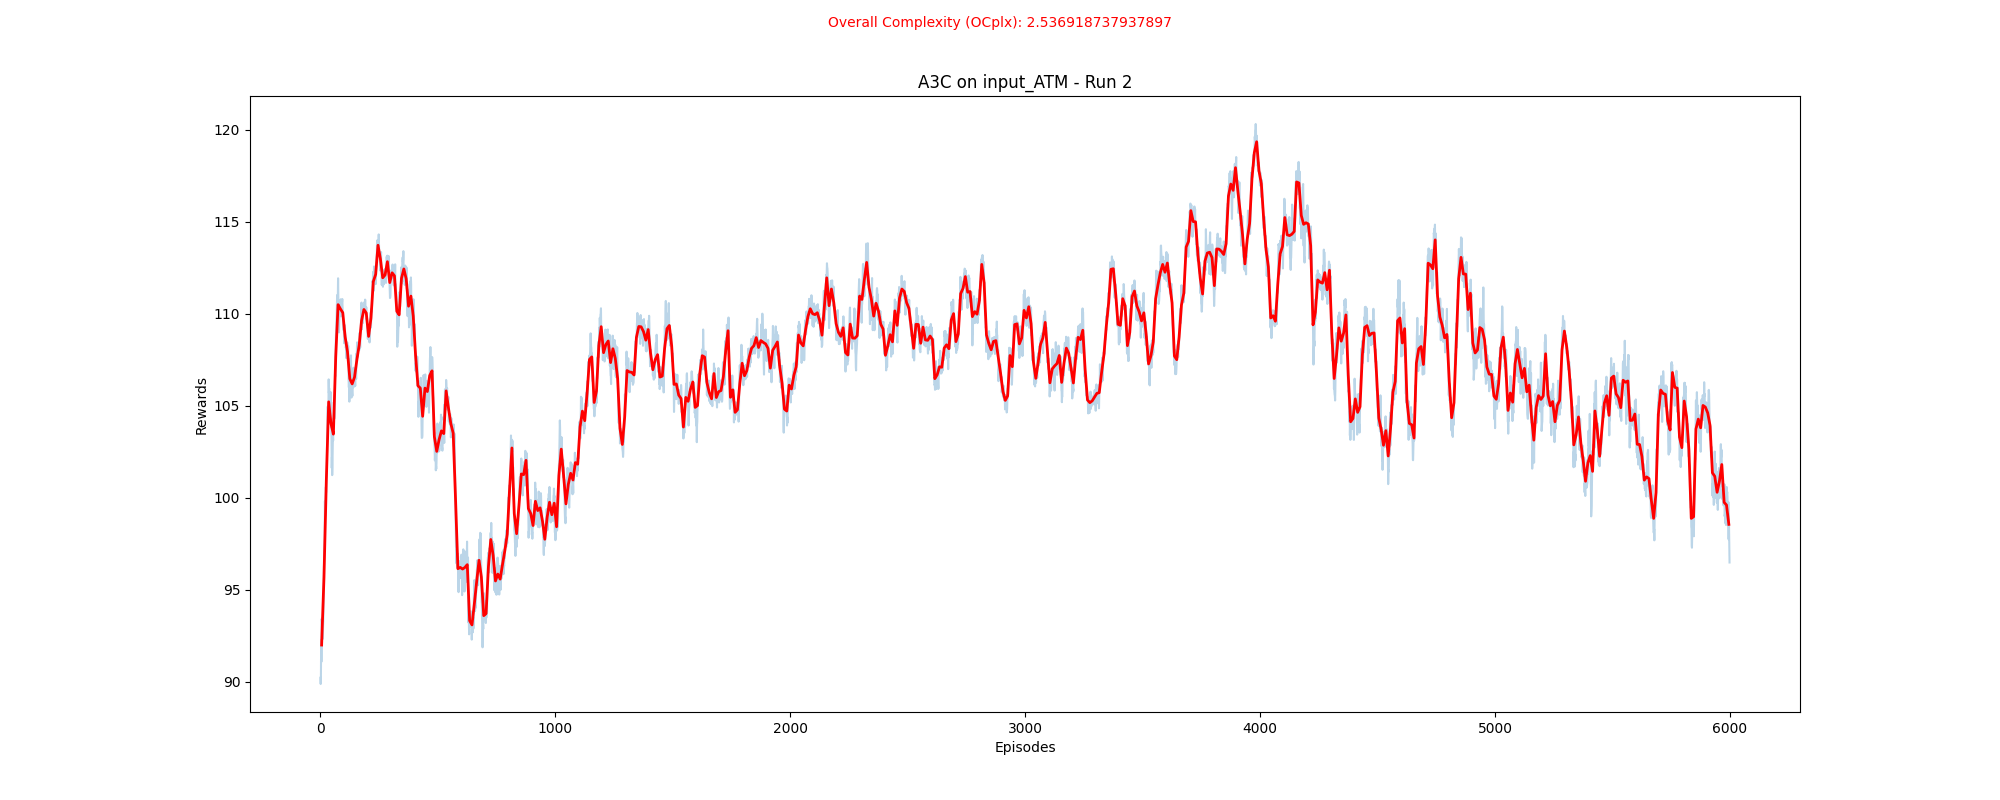 Overall Complexity (OCplx): 2.536918737937897
A3C on input_ATM - Run 2
120
115
110
105
100
95
90
Rewards
0 1000 2000 3000 4000 5000 6000
Episodes